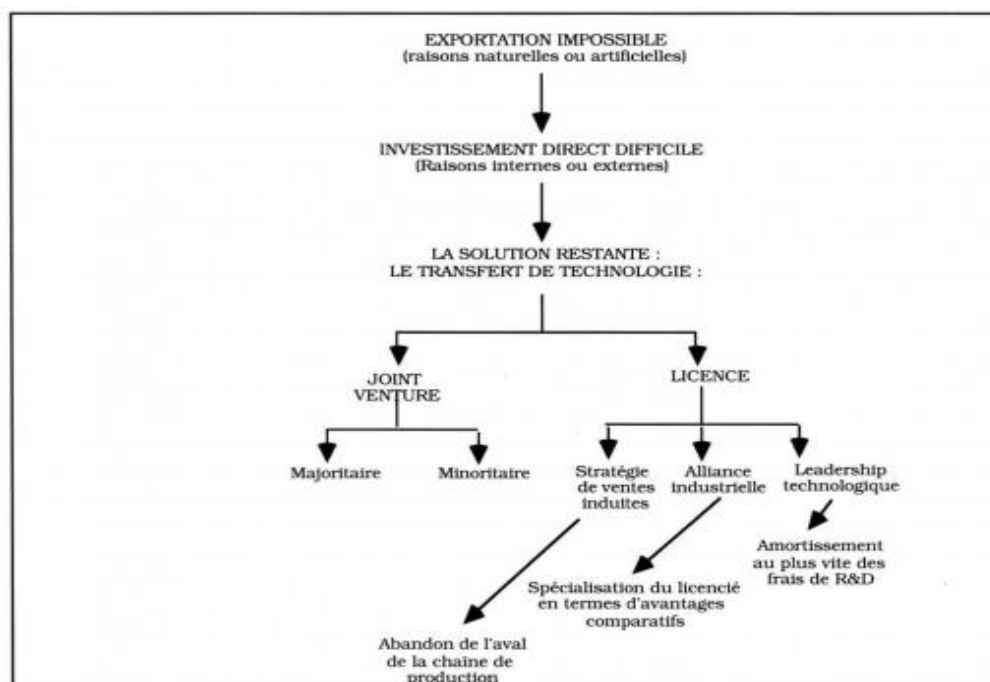 EXPORTATION IMPOSSIBLE
(raisons naturelles ou artificielles)
INVESTISSEMENT DIRECT DIFFICILE
(Raisons internes ou externes)
LA SOLUTION RESTANTE :
LE TRANSFERT DE TECHNOLOGIE :
JOINT
VENTURE
LICENCE
Majoritaire
Minoritaire
Stratégie
de ventes
induites
Alliance
industrielle
Leadership
technologique
Amortissement
au plus vite des
frais de R&D
Spécialisation du licencié
en termes d'avantages
comparatifs
Abandon de l'aval
de la chaîne de
production